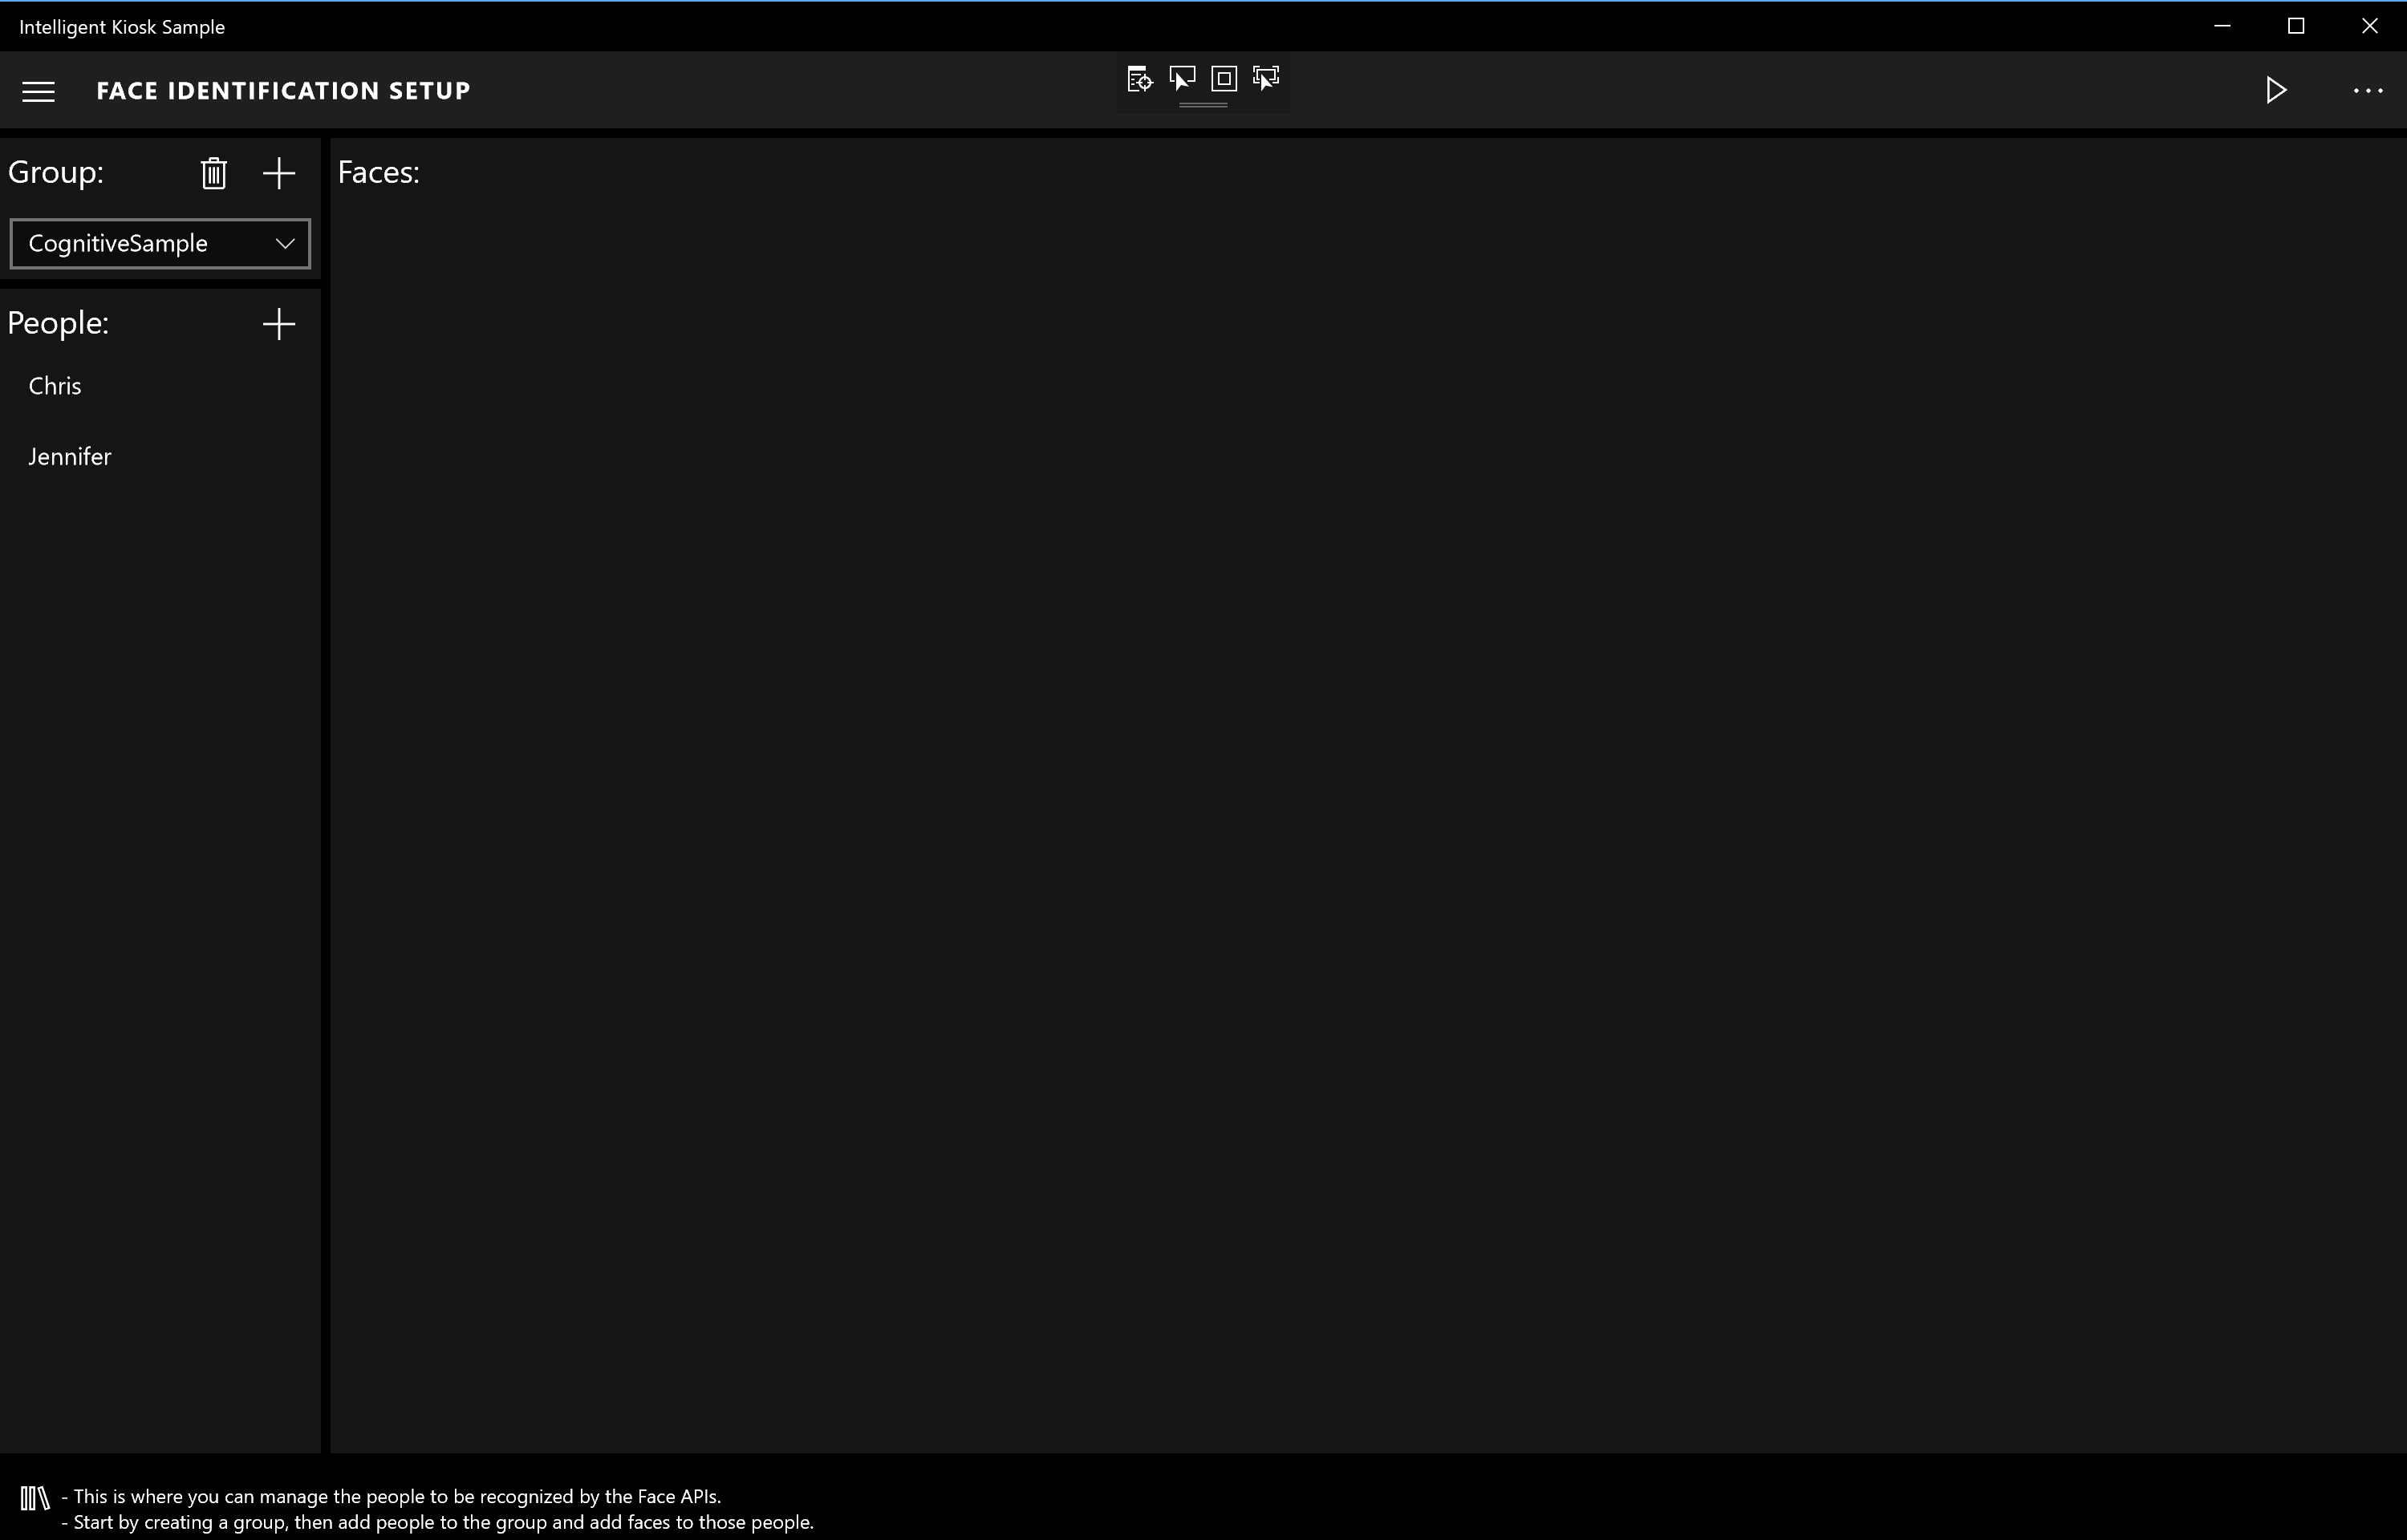 Intelligent Kiosk Sample
FACE IDENTIFICATION SETUP
Group:
CognitiveSample
People:
Chris
Jennifer
Faces:
- This is where you can manage the people to be recognized by the Face APIs.
- Start by creating a group, then add people to the group and add faces to those people.